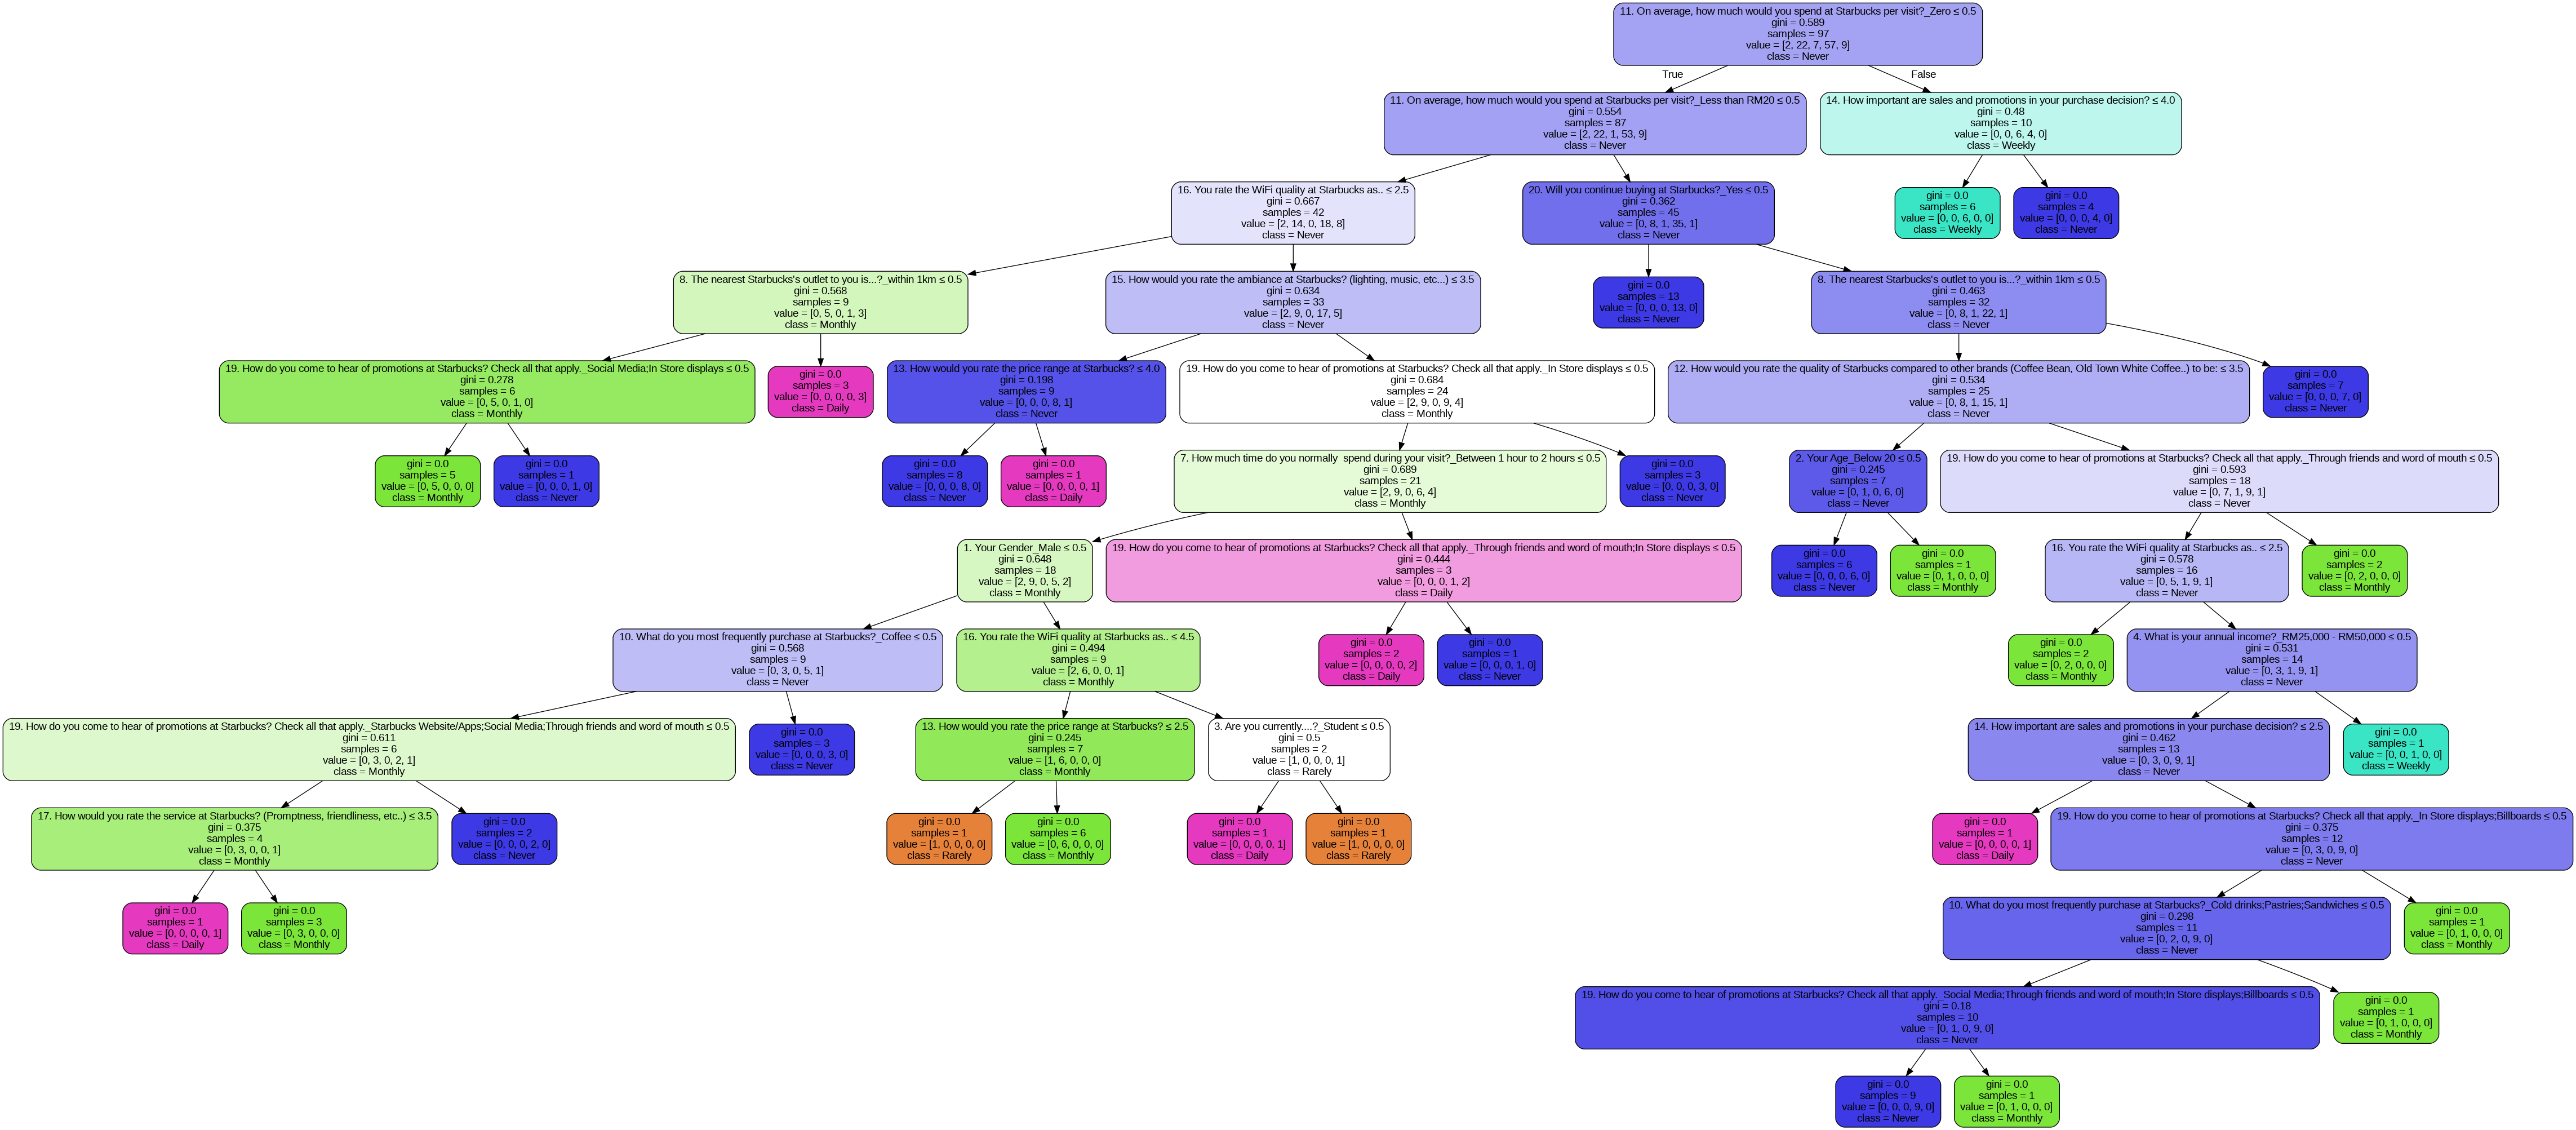 11. On average, how much would you spend at Starbucks per visit?_Zero ≤ 0.5
gini = 0.589
samples = 97
value = [2, 22, 7, 57, 9]
class = Never
True
False
11. On average, how much would you spend at Starbucks per visit?_Less than RM20 ≤ 0.5
gini = 0.554
samples = 87
value = [2, 22, 1, 53, 9]
class = Never
14. How important are sales and promotions in your purchase decision? ≤ 4.0
gini = 0.48
samples = 10
value = [0, 0, 6, 4, 0]
class = Weekly
16. You rate the WiFi quality at Starbucks as.. ≤ 2.5
gini = 0.667
samples = 42
value = [2, 14, 0, 18, 8]
class = Never
20. Will you continue buying at Starbucks?_Yes ≤ 0.5
gini = 0.362
samples = 45
value = [0, 8, 1, 35, 1]
class = Never
gini = 0.0
samples = 6
value = [0, 0, 6, 0, 0]
class = Weekly
gini = 0.0
samples = 4
value = [0, 0, 0, 4, 0]
class = Never
8. The nearest Starbucks's outlet to you is...?_within 1km ≤ 0.5
gini = 0.568
samples = 9
value = [0, 5, 0, 1, 3]
class = Monthly
15. How would you rate the ambiance at Starbucks? (lighting, music, etc...) ≤ 3.5
gini = 0.634
samples = 33
value = [2, 9, 0, 17, 5]
class = Never
gini = 0.0
samples = 13
value = [0, 0, 0, 13, 0]
class = Never
8. The nearest Starbucks's outlet to you is...?_within 1km ≤ 0.5
gini = 0.463
samples = 32
value = [0, 8, 1, 22, 1]
class = Never
19. How do you come to hear of promotions at Starbucks? Check all that apply._Social Media;In Store displays ≤ 0.5
gini = 0.278
samples = 6
value = [0, 5, 0, 1, 0]
class = Monthly
gini = 0.0
samples = 3
value = [0, 0, 0, 0, 3]
class = Daily
13. How would you rate the price range at Starbucks? ≤ 4.0
gini = 0.198
samples = 9
value = [0, 0, 0, 8, 1]
class = Never
19. How do you come to hear of promotions at Starbucks? Check all that apply._In Store displays ≤ 0.5
gini = 0.684
samples = 24
value = [2, 9, 0, 9, 4]
class = Monthly
12. How would you rate the quality of Starbucks compared to other brands (Coffee Bean, Old Town White Coffee..) to be: ≤ 3.5
gini = 0.534
samples = 25
value = [0, 8, 1, 15, 1]
class = Never
gini = 0.0
samples = 7
value = [0, 0, 0, 7, 0]
class = Never
gini = 0.0
samples = 5
value = [0, 5, 0, 0, 0]
class = Monthly
gini = 0.0
samples = 1
value = [0, 0, 0, 1, 0]
class = Never
gini = 0.0
samples = 8
value = [0, 0, 0, 8, 0]
class = Never
gini = 0.0
samples = 1
value = [0, 0, 0, 0, 1]
class = Daily
7. How much time do you normally  spend during your visit?_Between 1 hour to 2 hours ≤ 0.5
gini = 0.689
samples = 21
value = [2, 9, 0, 6, 4]
class = Monthly
gini = 0.0
samples = 3
value = [0, 0, 0, 3, 0]
class = Never
2. Your Age_Below 20 ≤ 0.5
gini = 0.245
samples = 7
value = [0, 1, 0, 6, 0]
class = Never
19. How do you come to hear of promotions at Starbucks? Check all that apply._Through friends and word of mouth ≤ 0.5
gini = 0.593
samples = 18
value = [0, 7, 1, 9, 1]
class = Never
1. Your Gender_Male ≤ 0.5
gini = 0.648
samples = 18
value = [2, 9, 0, 5, 2]
class = Monthly
19. How do you come to hear of promotions at Starbucks? Check all that apply._Through friends and word of mouth;In Store displays ≤ 0.5
gini = 0.444
samples = 3
value = [0, 0, 0, 1, 2]
class = Daily
gini = 0.0
samples = 6
value = [0, 0, 0, 6, 0]
class = Never
gini = 0.0
samples = 1
value = [0, 1, 0, 0, 0]
class = Monthly
16. You rate the WiFi quality at Starbucks as.. ≤ 2.5
gini = 0.578
samples = 16
value = [0, 5, 1, 9, 1]
class = Never
gini = 0.0
samples = 2
value = [0, 2, 0, 0, 0]
class = Monthly
10. What do you most frequently purchase at Starbucks?_Coffee ≤ 0.5
gini = 0.568
samples = 9
value = [0, 3, 0, 5, 1]
class = Never
16. You rate the WiFi quality at Starbucks as.. ≤ 4.5
gini = 0.494
samples = 9
value = [2, 6, 0, 0, 1]
class = Monthly
gini = 0.0
samples = 2
value = [0, 0, 0, 0, 2]
class = Daily
gini = 0.0
samples = 1
value = [0, 0, 0, 1, 0]
class = Never
gini = 0.0
samples = 2
value = [0, 2, 0, 0, 0]
class = Monthly
4. What is your annual income?_RM25,000 - RM50,000 ≤ 0.5
gini = 0.531
samples = 14
value = [0, 3, 1, 9, 1]
class = Never
19. How do you come to hear of promotions at Starbucks? Check all that apply._Starbucks Website/Apps;Social Media;Through friends and word of mouth ≤ 0.5
gini = 0.611
samples = 6
value = [0, 3, 0, 2, 1]
class = Monthly
gini = 0.0
samples = 3
value = [0, 0, 0, 3, 0]
class = Never
13. How would you rate the price range at Starbucks? ≤ 2.5
gini = 0.245
samples = 7
value = [1, 6, 0, 0, 0]
class = Monthly
3. Are you currently....?_Student ≤ 0.5
gini = 0.5
samples = 2
value = [1, 0, 0, 0, 1]
class = Rarely
14. How important are sales and promotions in your purchase decision? ≤ 2.5
gini = 0.462
samples = 13
value = [0, 3, 0, 9, 1]
class = Never
gini = 0.0
samples = 1
value = [0, 0, 1, 0, 0]
class = Weekly
17. How would you rate the service at Starbucks? (Promptness, friendliness, etc..) ≤ 3.5
gini = 0.375
samples = 4
value = [0, 3, 0, 0, 1]
class = Monthly
gini = 0.0
samples = 2
value = [0, 0, 0, 2, 0]
class = Never
gini = 0.0
samples = 1
value = [1, 0, 0, 0, 0]
class = Rarely
gini = 0.0
samples = 6
value = [0, 6, 0, 0, 0]
class = Monthly
gini = 0.0
samples = 1
value = [0, 0, 0, 0, 1]
class = Daily
gini = 0.0
samples = 1
value = [1, 0, 0, 0, 0]
class = Rarely
gini = 0.0
samples = 1
value = [0, 0, 0, 0, 1]
class = Daily
19. How do you come to hear of promotions at Starbucks? Check all that apply._In Store displays;Billboards ≤ 0.5
gini = 0.375
samples = 12
value = [0, 3, 0, 9, 0]
class = Never
gini = 0.0
samples = 1
value = [0, 0, 0, 0, 1]
class = Daily
gini = 0.0
samples = 3
value = [0, 3, 0, 0, 0]
class = Monthly
10. What do you most frequently purchase at Starbucks?_Cold drinks;Pastries;Sandwiches ≤ 0.5
gini = 0.298
samples = 11
value = [0, 2, 0, 9, 0]
class = Never
gini = 0.0
samples = 1
value = [0, 1, 0, 0, 0]
class = Monthly
19. How do you come to hear of promotions at Starbucks? Check all that apply._Social Media;Through friends and word of mouth;In Store displays;Billboards ≤ 0.5
gini = 0.18
samples = 10
value = [0, 1, 0, 9, 0]
class = Never
gini = 0.0
samples = 1
value = [0, 1, 0, 0, 0]
class = Monthly
gini = 0.0
samples = 9
value = [0, 0, 0, 9, 0]
class = Never
gini = 0.0
samples = 1
value = [0, 1, 0, 0, 0]
class = Monthly